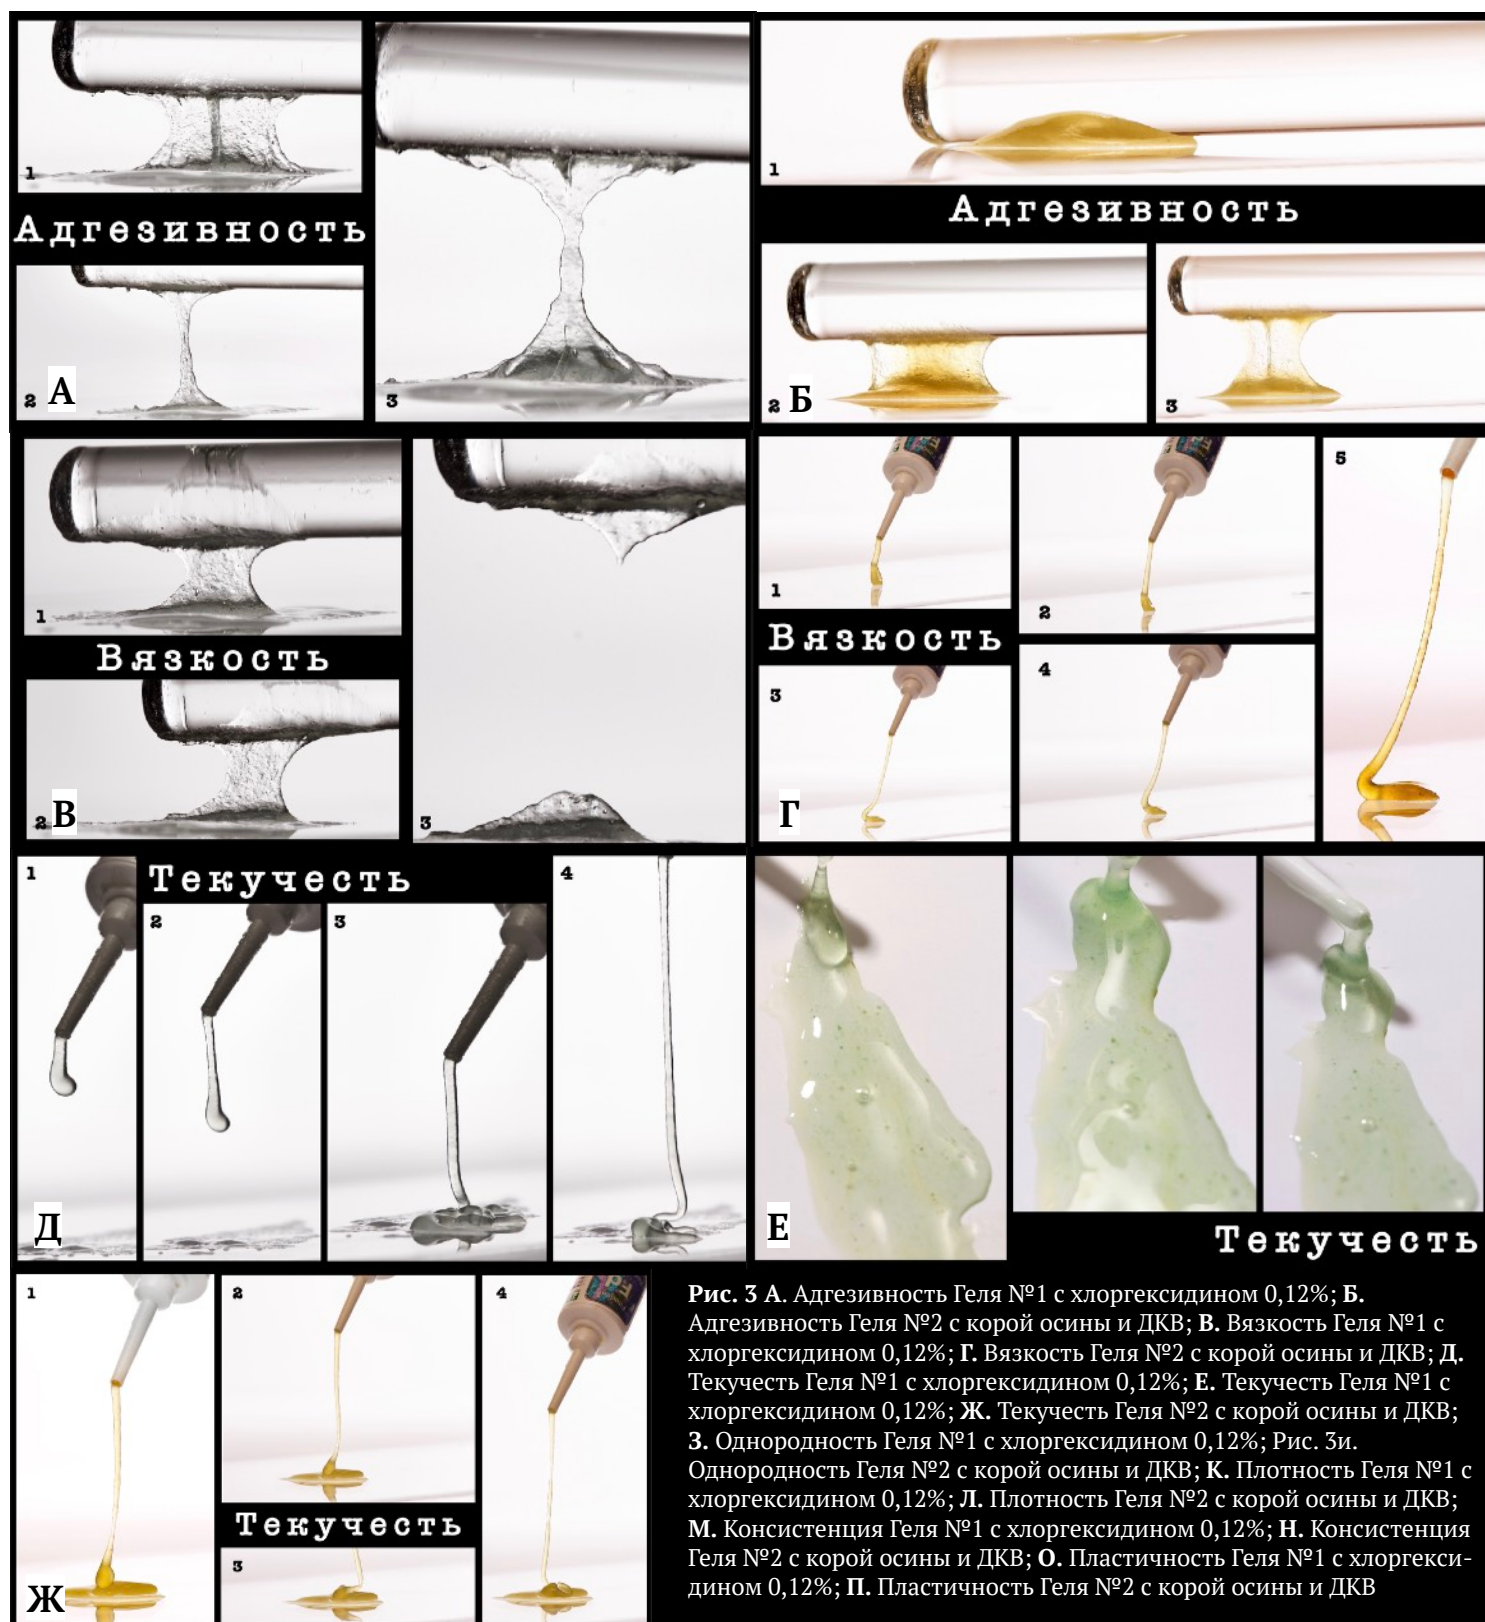 1
Адгезивность
2
А
3
1
Адгезивность
2
Б
3
1
Вязкость
2
В
3
1
2
5
Вязкость
3
4
Г
1
Текучесть
2
3
4
Д
Е
Текучесть
1
2
4
Текучесть
3
Ж
Рис. 3 А. Адгезивность Геля №1 с хлоргексидином 0,12%; Б.
Адгезивность Геля №2 с корой осины и ДКВ; В. Вязкость Геля №1 с
хлоргексидином 0,12%; Г. Вязкость Геля №2 с корой осины и ДКВ; Д.
Текучесть Геля №1 с хлоргексидином 0,12%; Е. Текучесть Геля №1 с
хлоргексидином 0,12%; Ж. Текучесть Геля №2 с корой осины и ДКВ;
З. Однородность Геля №1 с хлоргексидином 0,12%; Рис. 3и.
Однородность Геля №2 с корой осины и ДКВ; К. Плотность Геля №1 с
хлоргексидином 0,12%; Л. Плотность Геля №2 с корой осины и ДКВ;
М. Консистенция Геля №1 с хлоргексидином 0,12%; Н. Консистенция
Геля №2 с корой осины и ДКВ; О. Пластичность Геля №1 с хлоргекси-
дином 0,12%; П. Пластичность Геля №2 с корой осины и ДКВ